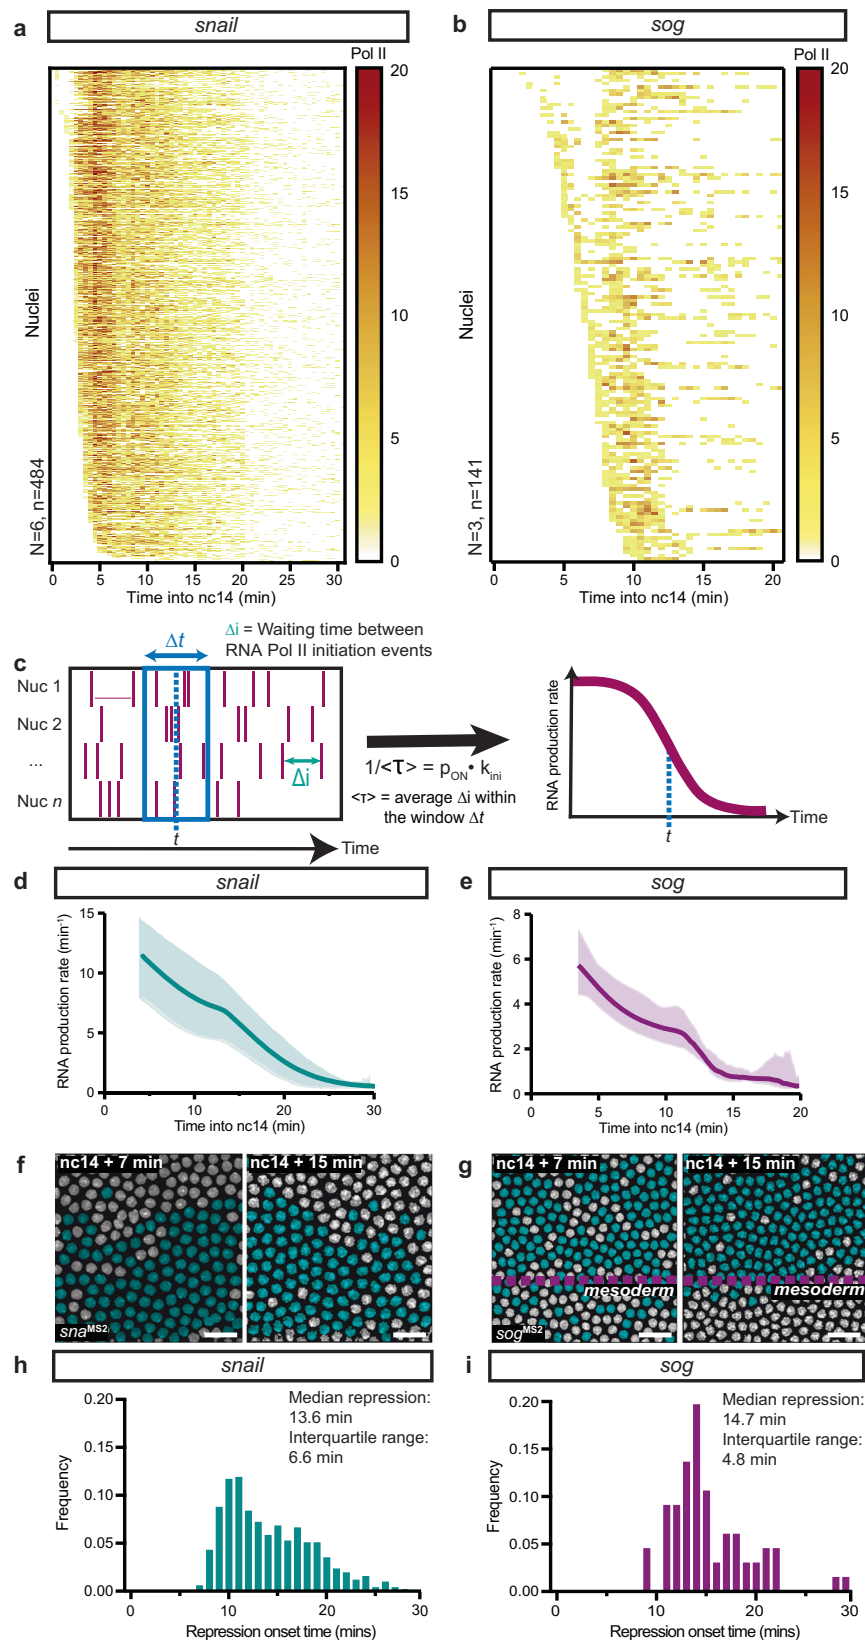 a
snail
Pol II
20
15
10
5
0
Nuclei
N=6, n=484
0 5 10 15 20 25 30
Time into nc14 (min)
b
sog
Pol II
20
15
10
5
0
Nuclei
N=3, n=141
0 5 10 15 20
Time into nc14 (min)
c
Δt
Δi = Waiting time between
RNA Pol II initiation events
Nuc 1
Nuc 2
...
Nuc n
Δi
t
Time
1/<τ> = pON• kini
<τ> = average Δi within
the window Δt
RNA production rate
t
Time
d
snail
RNA production rate (min⁻¹)
15
10
5
0
0 10 20 30
Time into nc14 (min)
e
sog
RNA production rate (min⁻¹)
8
6
4
2
0
0 5 10 15 20
Time into nc14 (min)
f
nc14 + 7 min
nc14 + 15 min
snaMS2
g
nc14 + 7 min
nc14 + 15 min
mesoderm
mesoderm
sogMS2
h
snail
Median repression:
13.6 min
Interquartile range:
6.6 min
Frequency
0.20
0.15
0.10
0.05
0.00
0 10 20 30
Repression onset time (mins)
i
sog
Median repression:
14.7 min
Interquartile range:
4.8 min
Frequency
0.20
0.15
0.10
0.05
0.00
0 10 20 30
Repression onset time (mins)